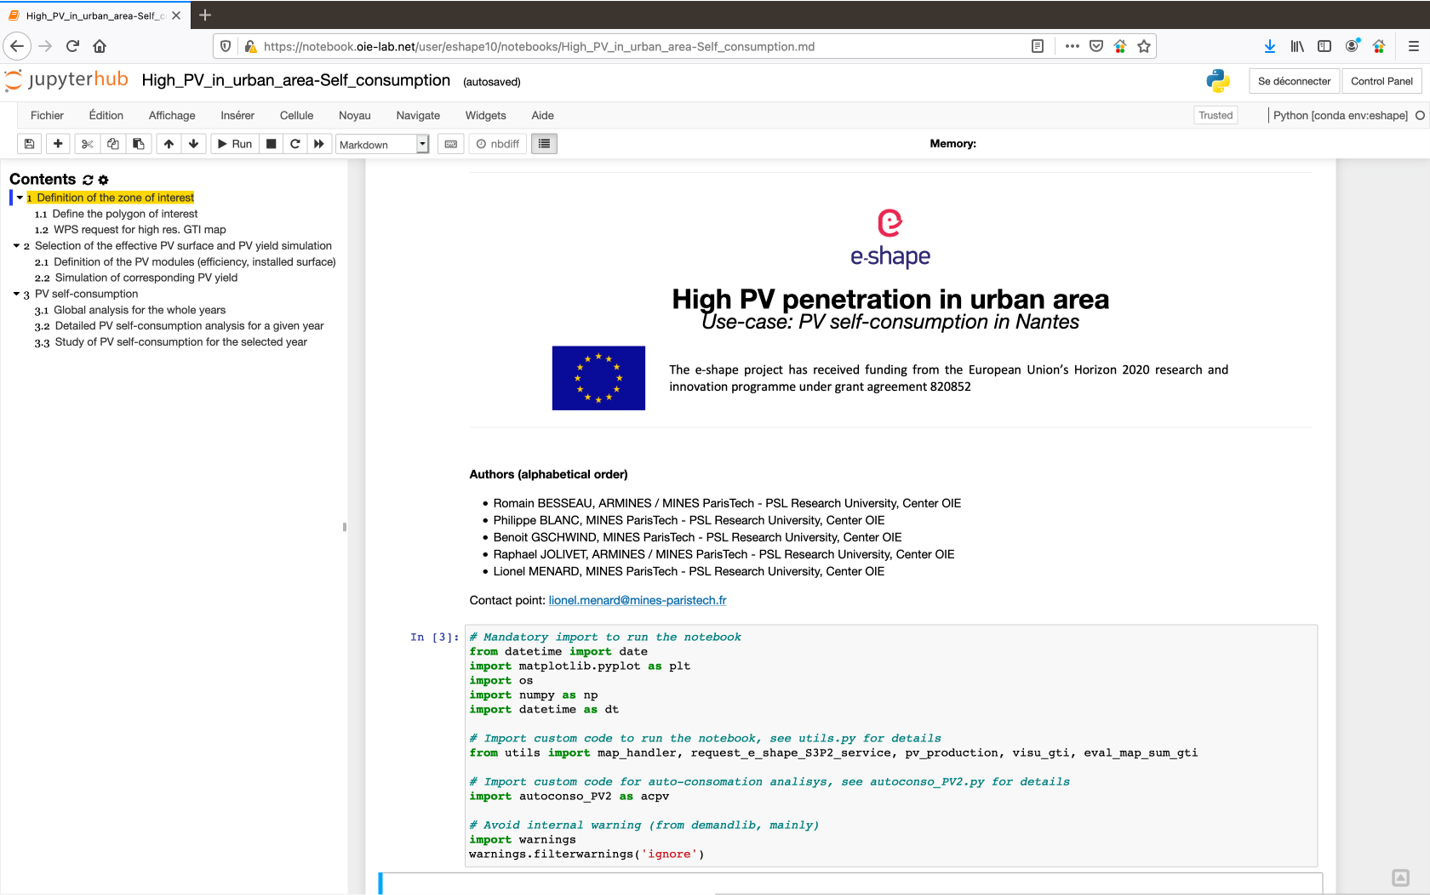 High_PV_in_urban_area-Self_c
https://notebook.oie-lab.net/user/eshape10/notebooks/High_PV_in_urban_area-Self_consumption.md
jupyterhub High_PV_in_urban_area-Self_consumption (autosaved) Se déconnecter Control Panel
Fichier Édition Affichage Insérer Cellule Noyau Navigate Widgets Aide Trusted Python [conda env:eshape]
Run Markdown nbdiff Memory:
Contents
1 Definition of the zone of interest
1.1 Define the polygon of interest
1.2 WPS request for high res. GTI map
2 Selection of the effective PV surface and PV yield simulation
2.1 Definition of the PV modules (efficiency, installed surface)
2.2 Simulation of corresponding PV yield
3 PV self-consumption
3.1 Global analysis for the whole years
3.2 Detailed PV self-consumption analysis for a given year
3.3 Study of PV self-consumption for the selected year
e-shape
High PV penetration in urban area
Use-case: PV self-consumption in Nantes
The e-shape project has received funding from the European Union's Horizon 2020 research and
innovation programme under grant agreement 820852
Authors (alphabetical order)
• Romain BESSEAU, ARMINES / MINES ParisTech - PSL Research University, Center OIE
• Philippe BLANC, MINES ParisTech - PSL Research University, Center OIE
• Benoit GSCHWIND, MINES ParisTech - PSL Research University, Center OIE
• Raphael JOLIVET, ARMINES / MINES ParisTech - PSL Research University, Center OIE
• Lionel MENARD, MINES ParisTech - PSL Research University, Center OIE
Contact point: lionel.menard@mines-paristech.fr
In [3]: # Mandatory import to run the notebook
from datetime import date
import matplotlib.pyplot as plt
import os
import numpy as np
import datetime as dt
# Import custom code to run the notebook, see utils.py for details
from utils import map_handler, request_e_shape_S3P2_service, pv_production, visu_gti, eval_map_sum_gti
# Import custom code for auto-consomation analisys, see autoconso_PV2.py for details
import autoconso_PV2 as acpv
# Avoid internal warning (from demandlib, mainly)
import warnings
warnings.filterwarnings('ignore')